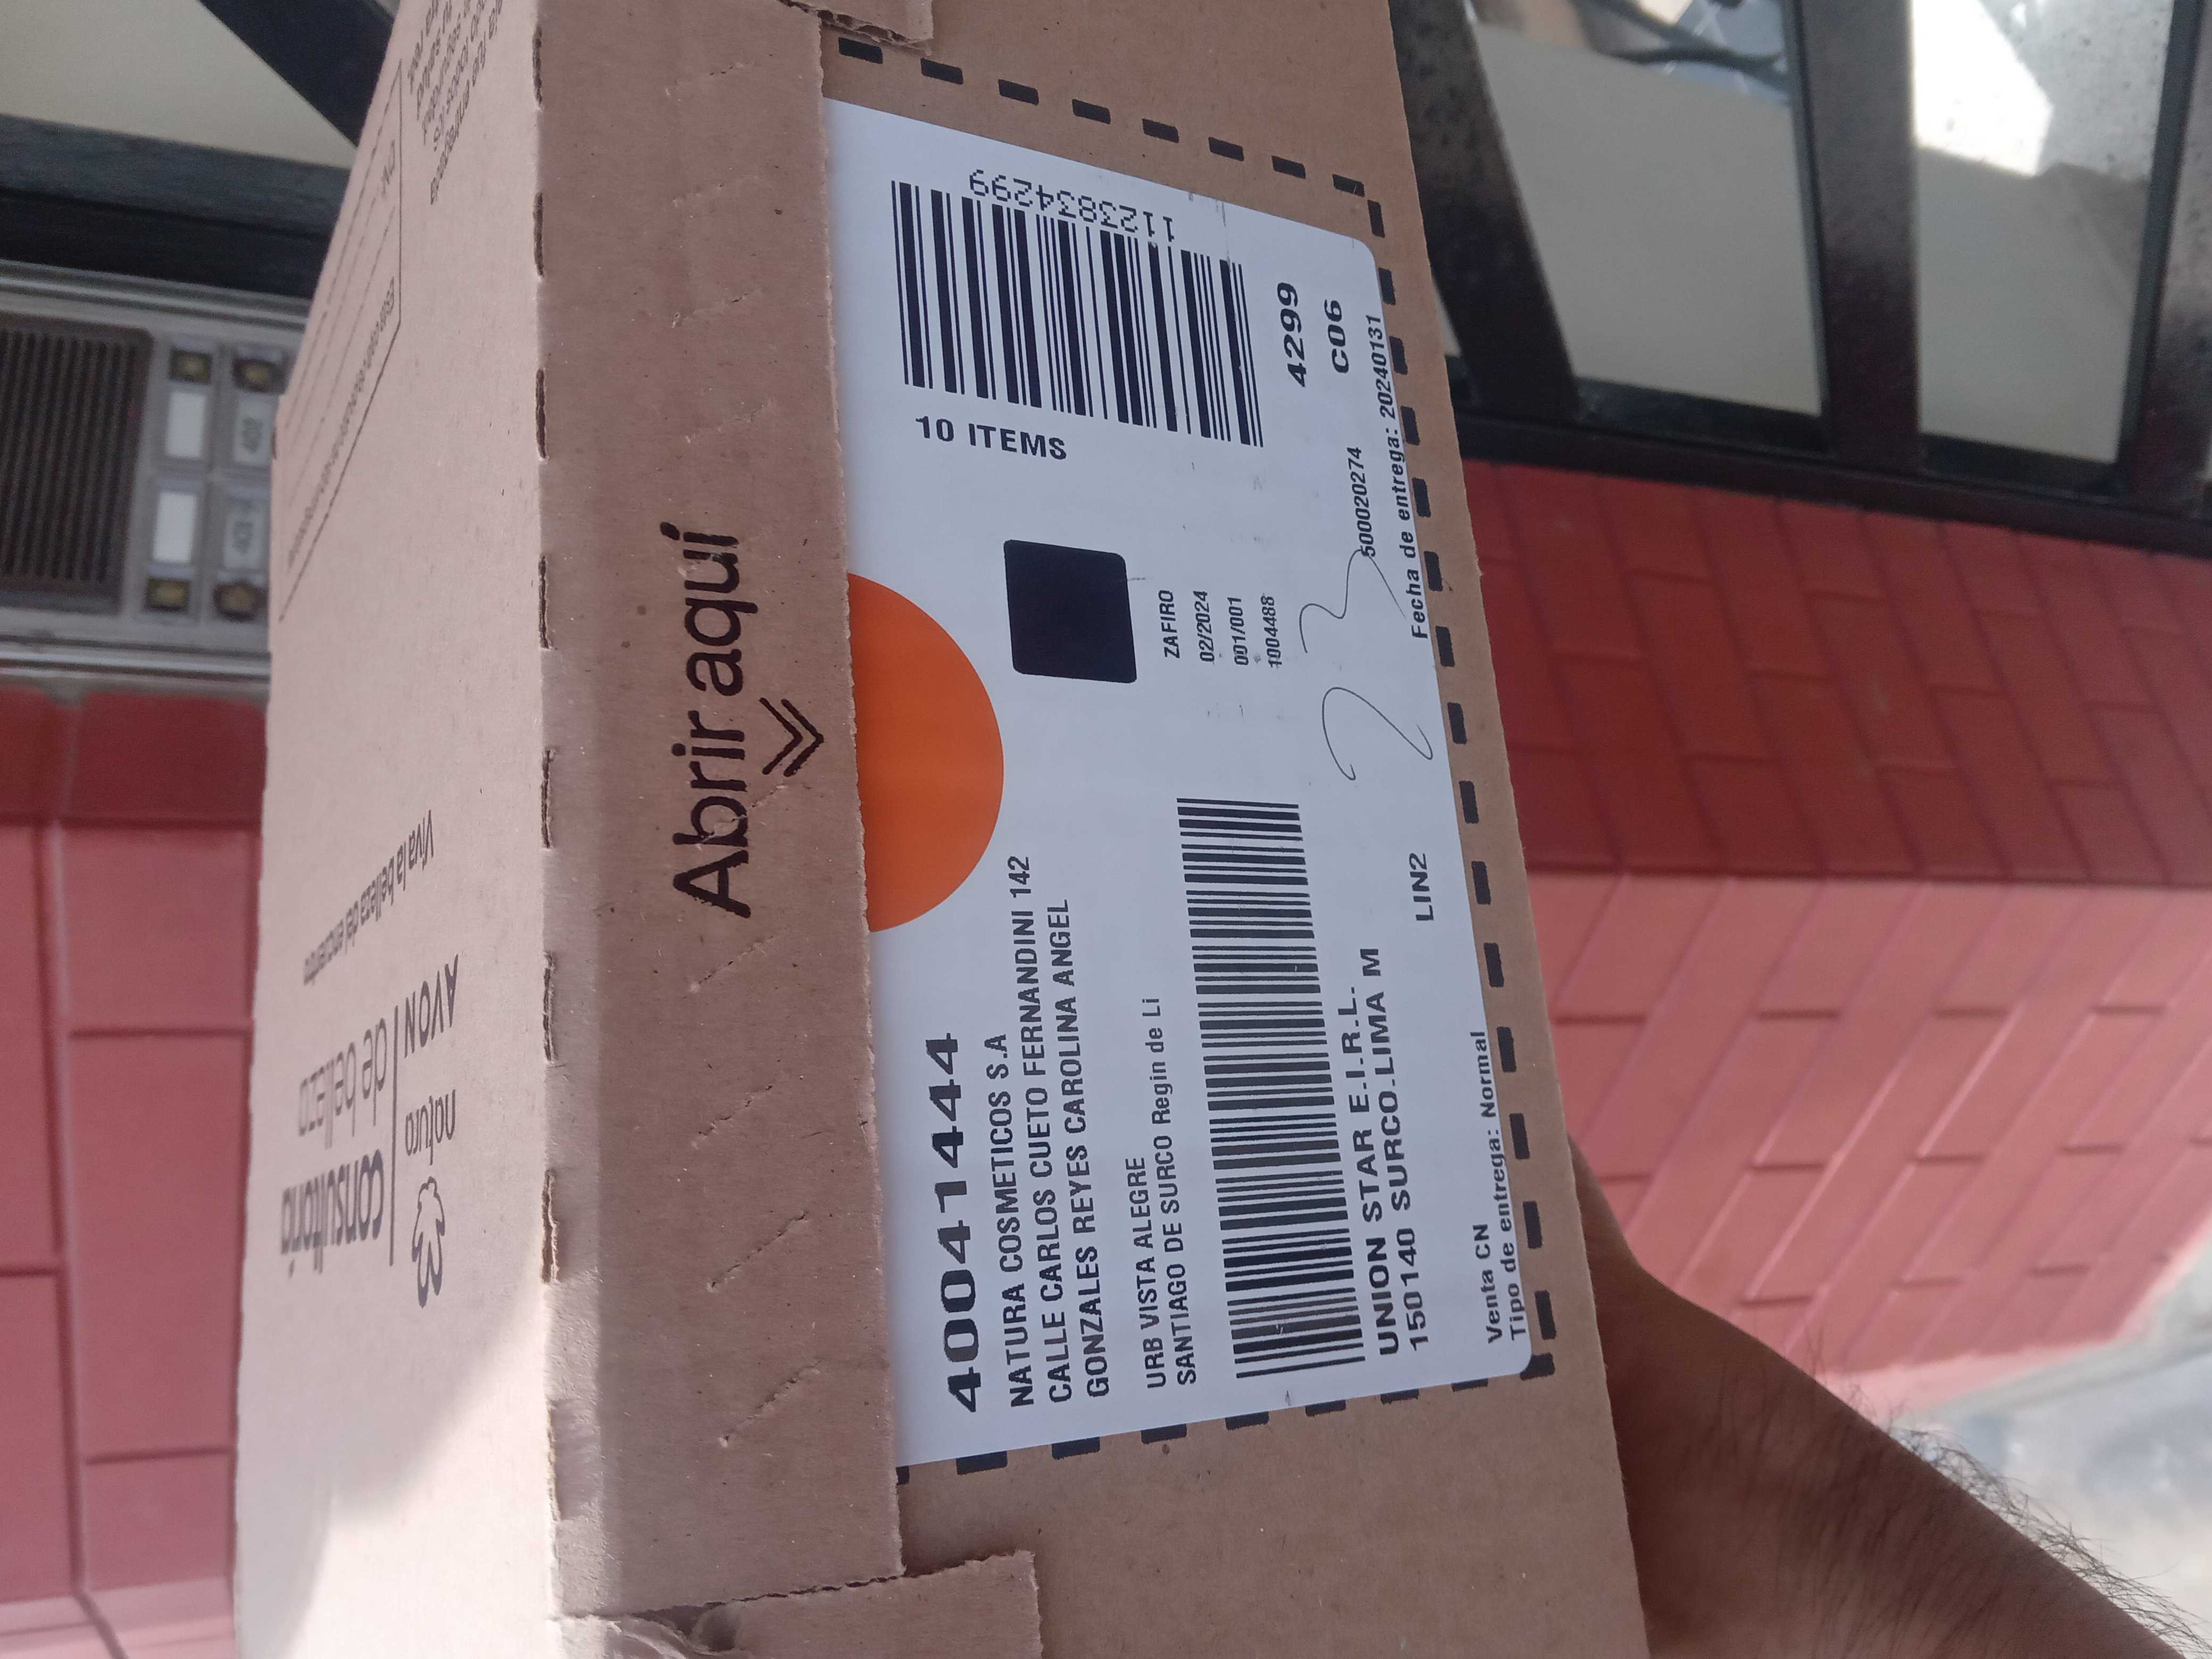 Abrir aquí
40041444
NATURA COSMETICOS S.A
CALLE CARLOS CUETO FERNANDINI 142
GONZALES REYES CAROLINA ANGEL
URB VISTA ALEGRE
SANTIAGO DE SURCO Regin de Li
UNION STAR E.I.R.L.
150140 SURCO.LIMA M
LIN2
Venta CN
Tipo de entrega: Normal
ZAFIRO
02/2024
001/001
1004488
23
500020274
Fecha de entrega: 20240131
10 ITEMS
1123834299
4299
C06
consultoría
de belleza
natura
AVON
Viva la belleza del encuentro